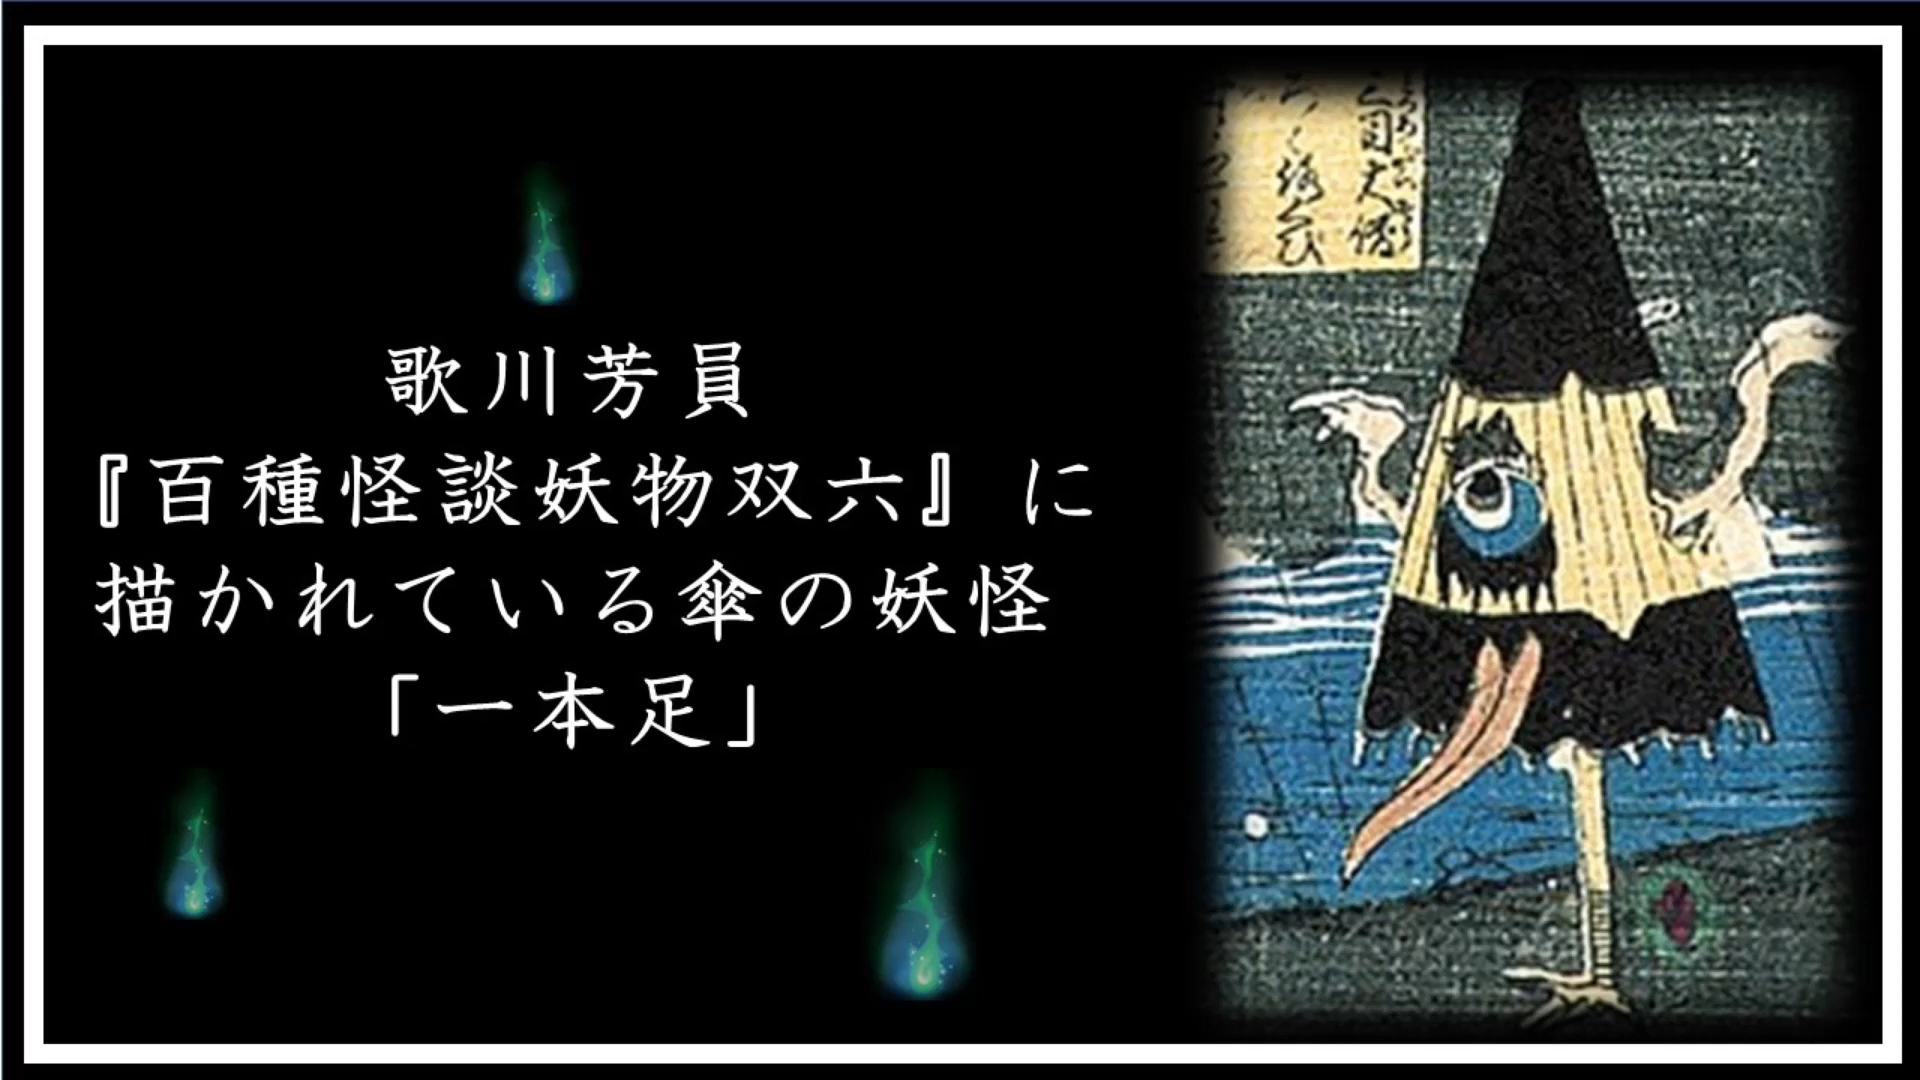 歌川芳員
『百種怪談妖物双六』に
描かれている傘の妖怪
「一本足」